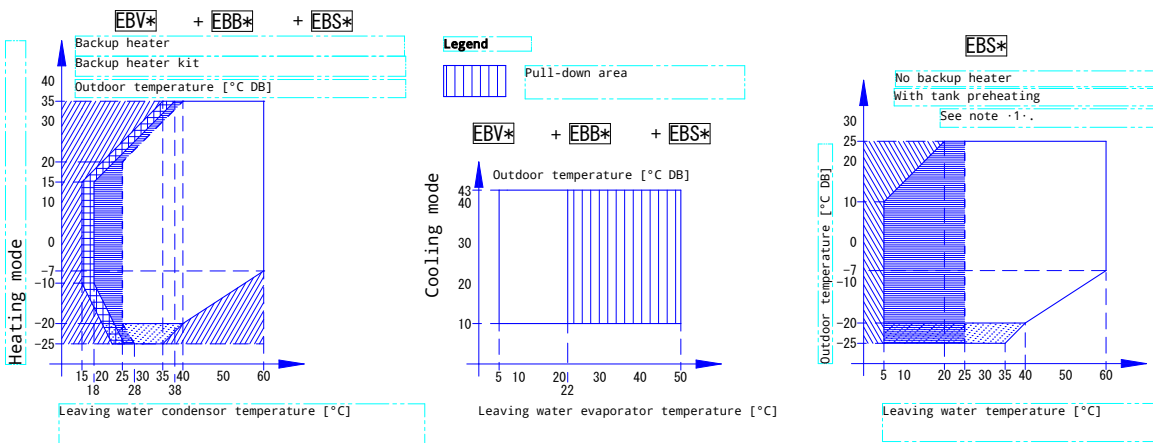 EBV* + EBB* + EBS*
Backup heater
Backup heater kit
Outdoor temperature [°C DB]
Heating mode
40
35
30
20
15
10
0
-7
-10
-20
-25
15 20 25 30 35 40 50 60
18 28 38
Leaving water condensor temperature [°C]
Legend
Pull-down area
EBV* + EBB* + EBS*
Outdoor temperature [°C DB]
Cooling mode
43
40
30
20
10
5 10 20 30 40 50
22
Leaving water evaporator temperature [°C]
EBS*
No backup heater
With tank preheating
See note ·1·.
Outdoor temperature [°C DB]
30
25
20
10
0
-7
-10
-20
-25
5 10 20 25 30 35 40 50 60
Leaving water temperature [°C]